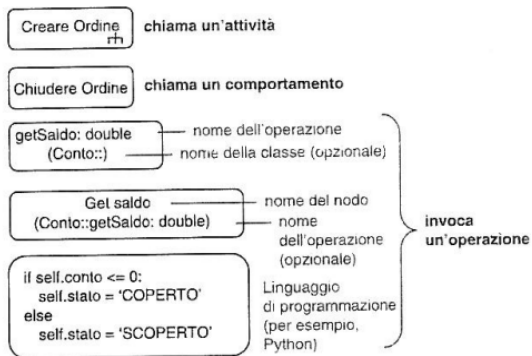 Creare Ordine
chiama un'attività
Chiudere Ordine
chiama un comportamento
getSaldo: double
(Conto::)
nome dell'operazione
nome della classe (opzionale)
Get saldo
(Conto::getSaldo: double)
nome del nodo
nome
dell'operazione
(opzionale)
if self.conto <= 0:
self.stato = 'COPERTO'
else
self.stato = 'SCOPERTO'
Linguaggio
di programmazione
(per esempio,
Python)
invoca
un'operazione